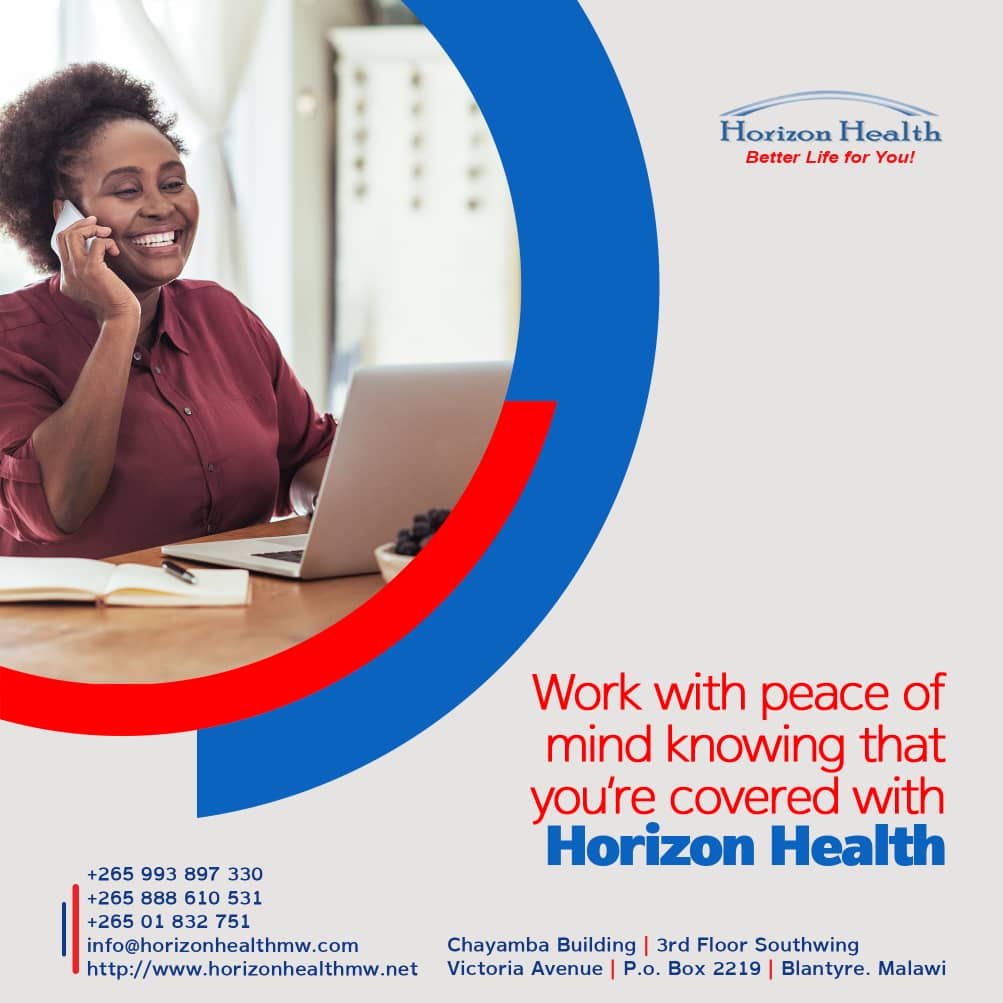 Horizon Health
Better Life for You!
Work with peace of
mind knowing that
you're covered with
Horizon Health
+265 993 897 330
+265 888 610 531
+265 01 832 751
info@horizonhealthmw.com
http://www.horizonhealthmw.net
Chayamba Building | 3rd Floor Southwing
Victoria Avenue | P.o. Box 2219 | Blantyre. Malawi